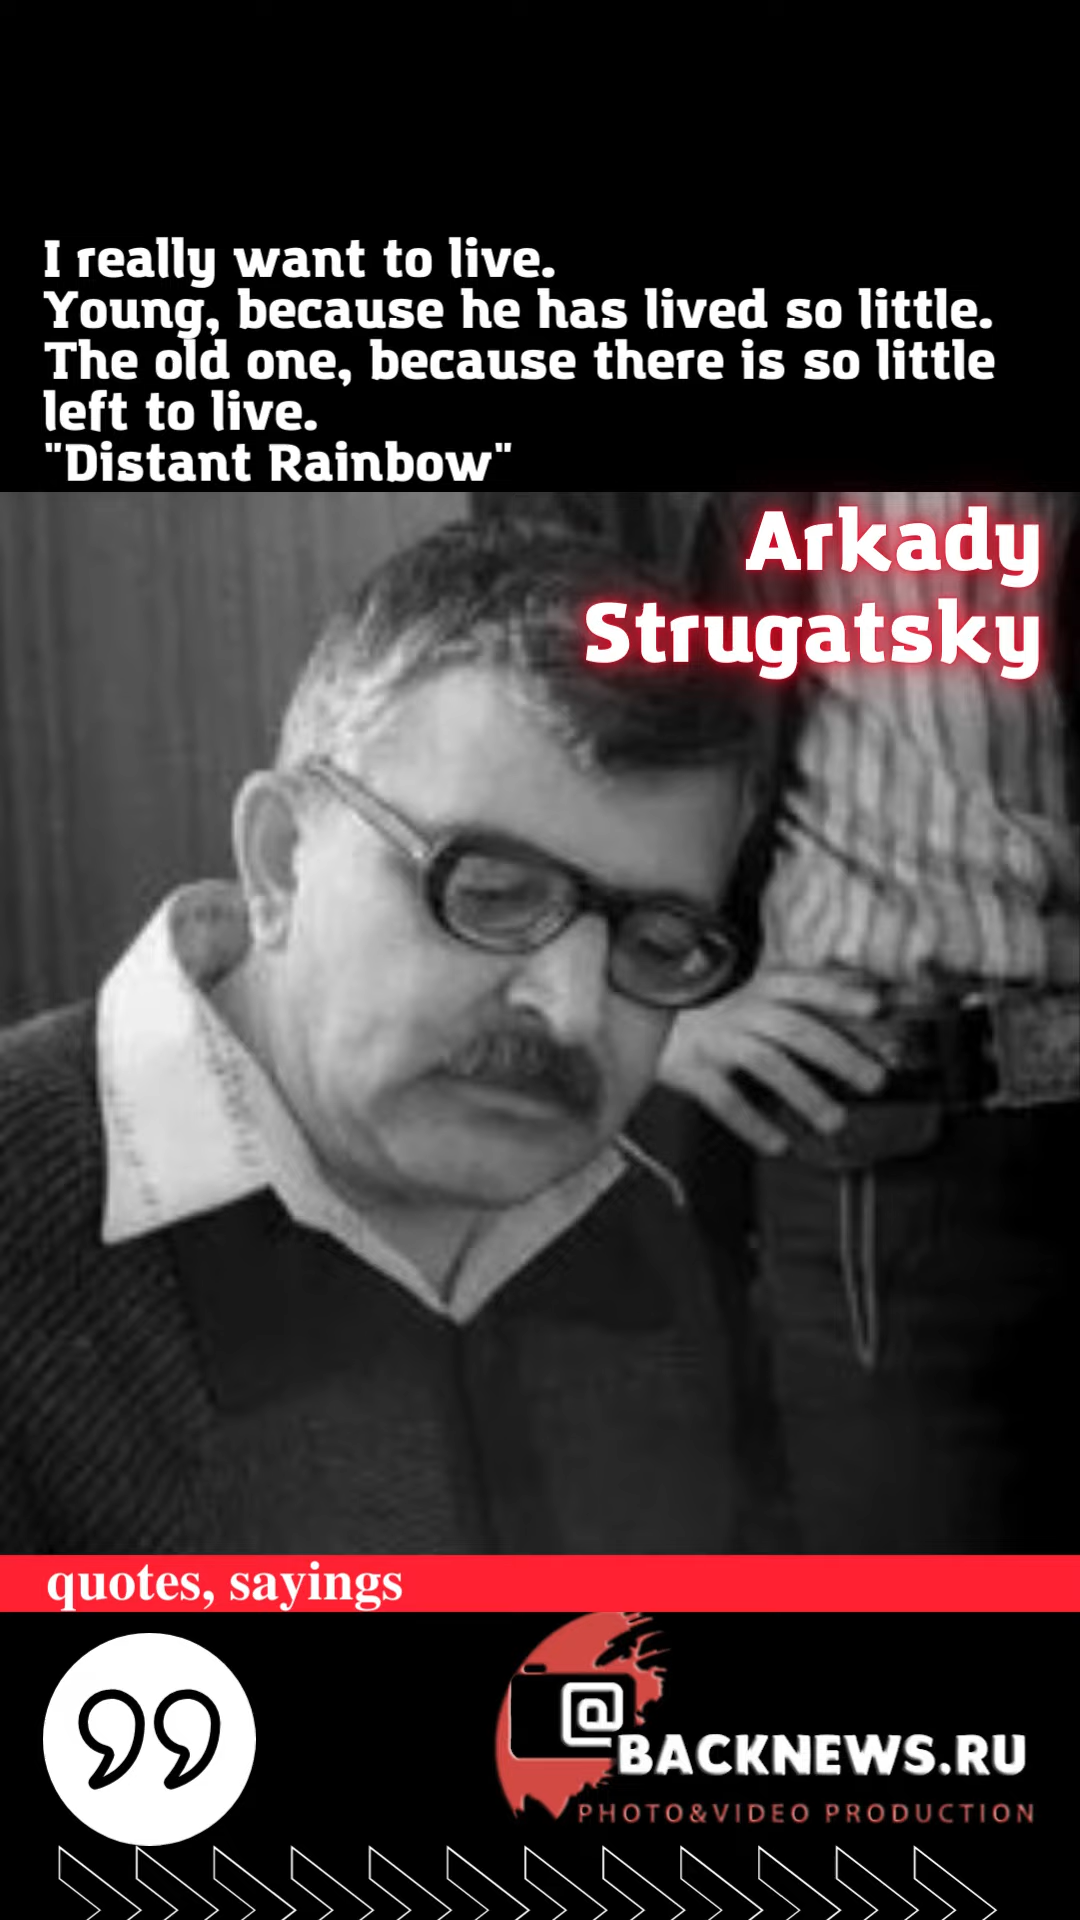 I really want to live.
Young, because he has lived so little.
The old one, because there is so little
left to live.
"Distant Rainbow"
Arkady
Strugatsky
quotes, sayings
@BACKNEWS.RU
PHOTO&VIDEO PRODUCTION